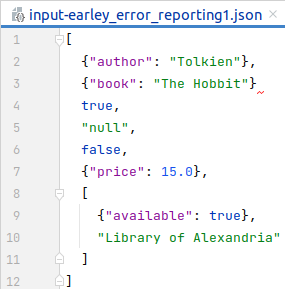 input-earley_error_reporting1.json ×
1 [
2 {"author": "Tolkien"},
3 {"book": "The Hobbit"}
4 true,
5 "null",
6 false,
7 {"price": 15.0},
8 [
9 {"available": true},
10 "Library of Alexandria"
11 ]
12 ]